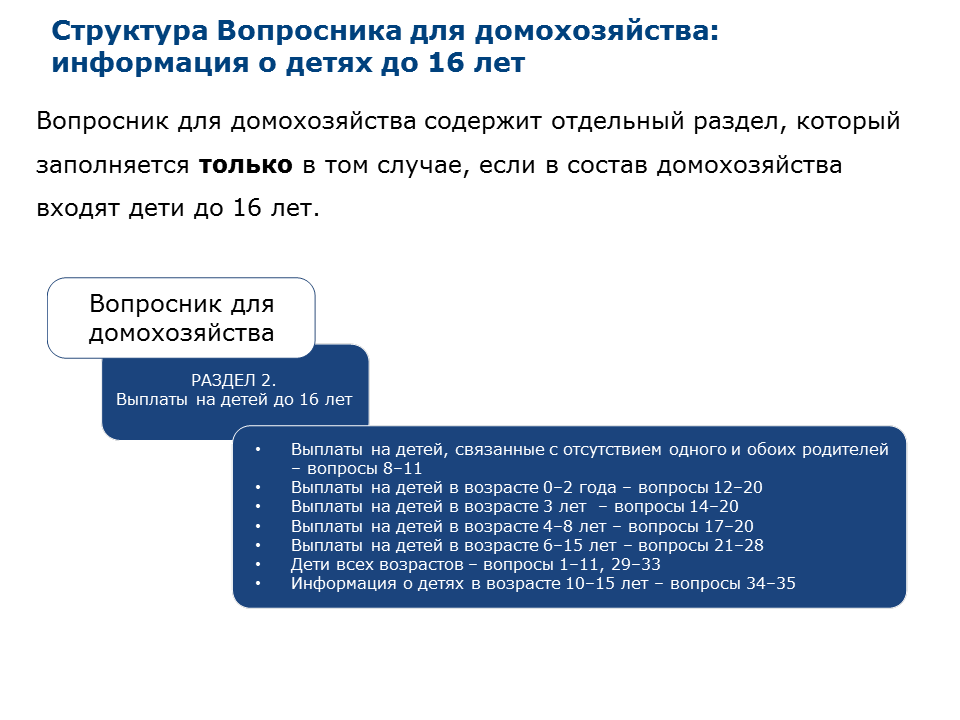 Структура Вопросника для домохозяйства:
информация о детях до 16 лет
Вопросник для домохозяйства содержит отдельный раздел, который
заполняется только в том случае, если в состав домохозяйства
входят дети до 16 лет.
Вопросник для
домохозяйства
РАЗДЕЛ 2.
Выплаты на детей до 16 лет
• Выплаты на детей, связанные с отсутствием одного и обоих родителей
– вопросы 8–11
• Выплаты на детей в возрасте 0–2 года – вопросы 12–20
• Выплаты на детей в возрасте 3 лет – вопросы 14–20
• Выплаты на детей в возрасте 4–8 лет – вопросы 17–20
• Выплаты на детей в возрасте 6–15 лет – вопросы 21–28
• Дети всех возрастов – вопросы 1–11, 29–33
• Информация о детях в возрасте 10–15 лет – вопросы 34–35